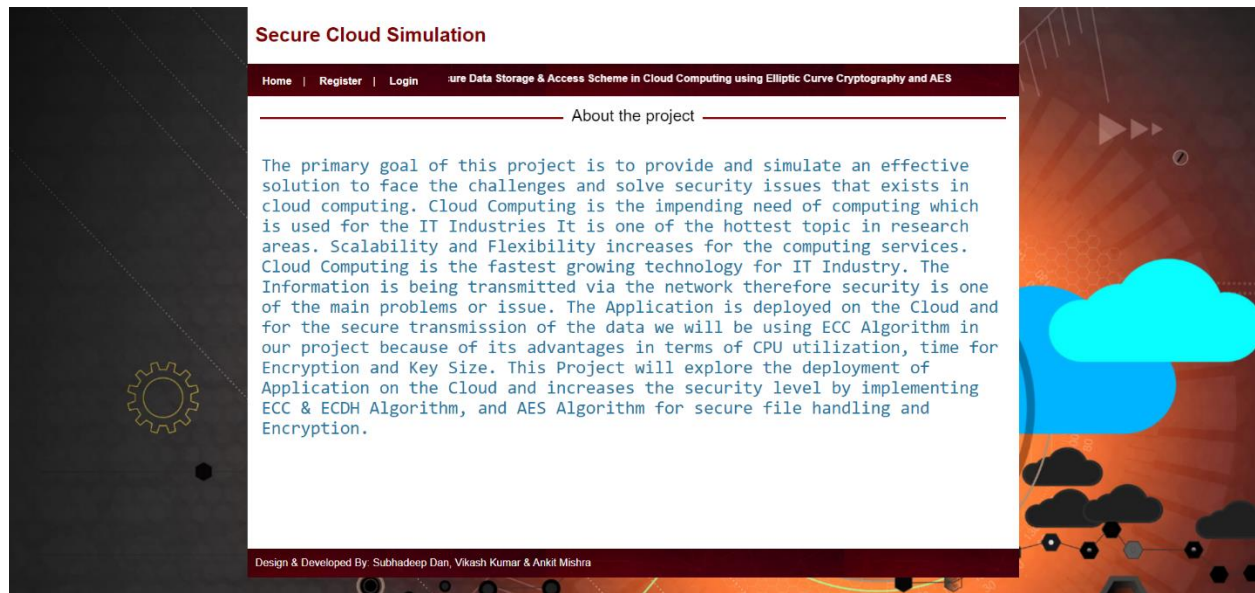 Secure Cloud Simulation
Home | Register | Login :ure Data Storage & Access Scheme in Cloud Computing using Elliptic Curve Cryptography and AES
About the project
The primary goal of this project is to provide and simulate an effective
solution to face the challenges and solve security issues that exists in
cloud computing. Cloud Computing is the impending need of computing which
is used for the IT Industries It is one of the hottest topic in research
areas. Scalability and Flexibility increases for the computing services.
Cloud Computing is the fastest growing technology for IT Industry. The
Information is being transmitted via the network therefore security is one
of the main problems or issue. The Application is deployed on the Cloud and
for the secure transmission of the data we will be using ECC Algorithm in
our project because of its advantages in terms of CPU utilization, time for
Encryption and Key Size. This Project will explore the deployment of
Application on the Cloud and increases the security level by implementing
ECC & ECDH Algorithm, and AES Algorithm for secure file handling and
Encryption.
Design & Developed By: Subhadeep Dan, Vikash Kumar & Ankit Mishra